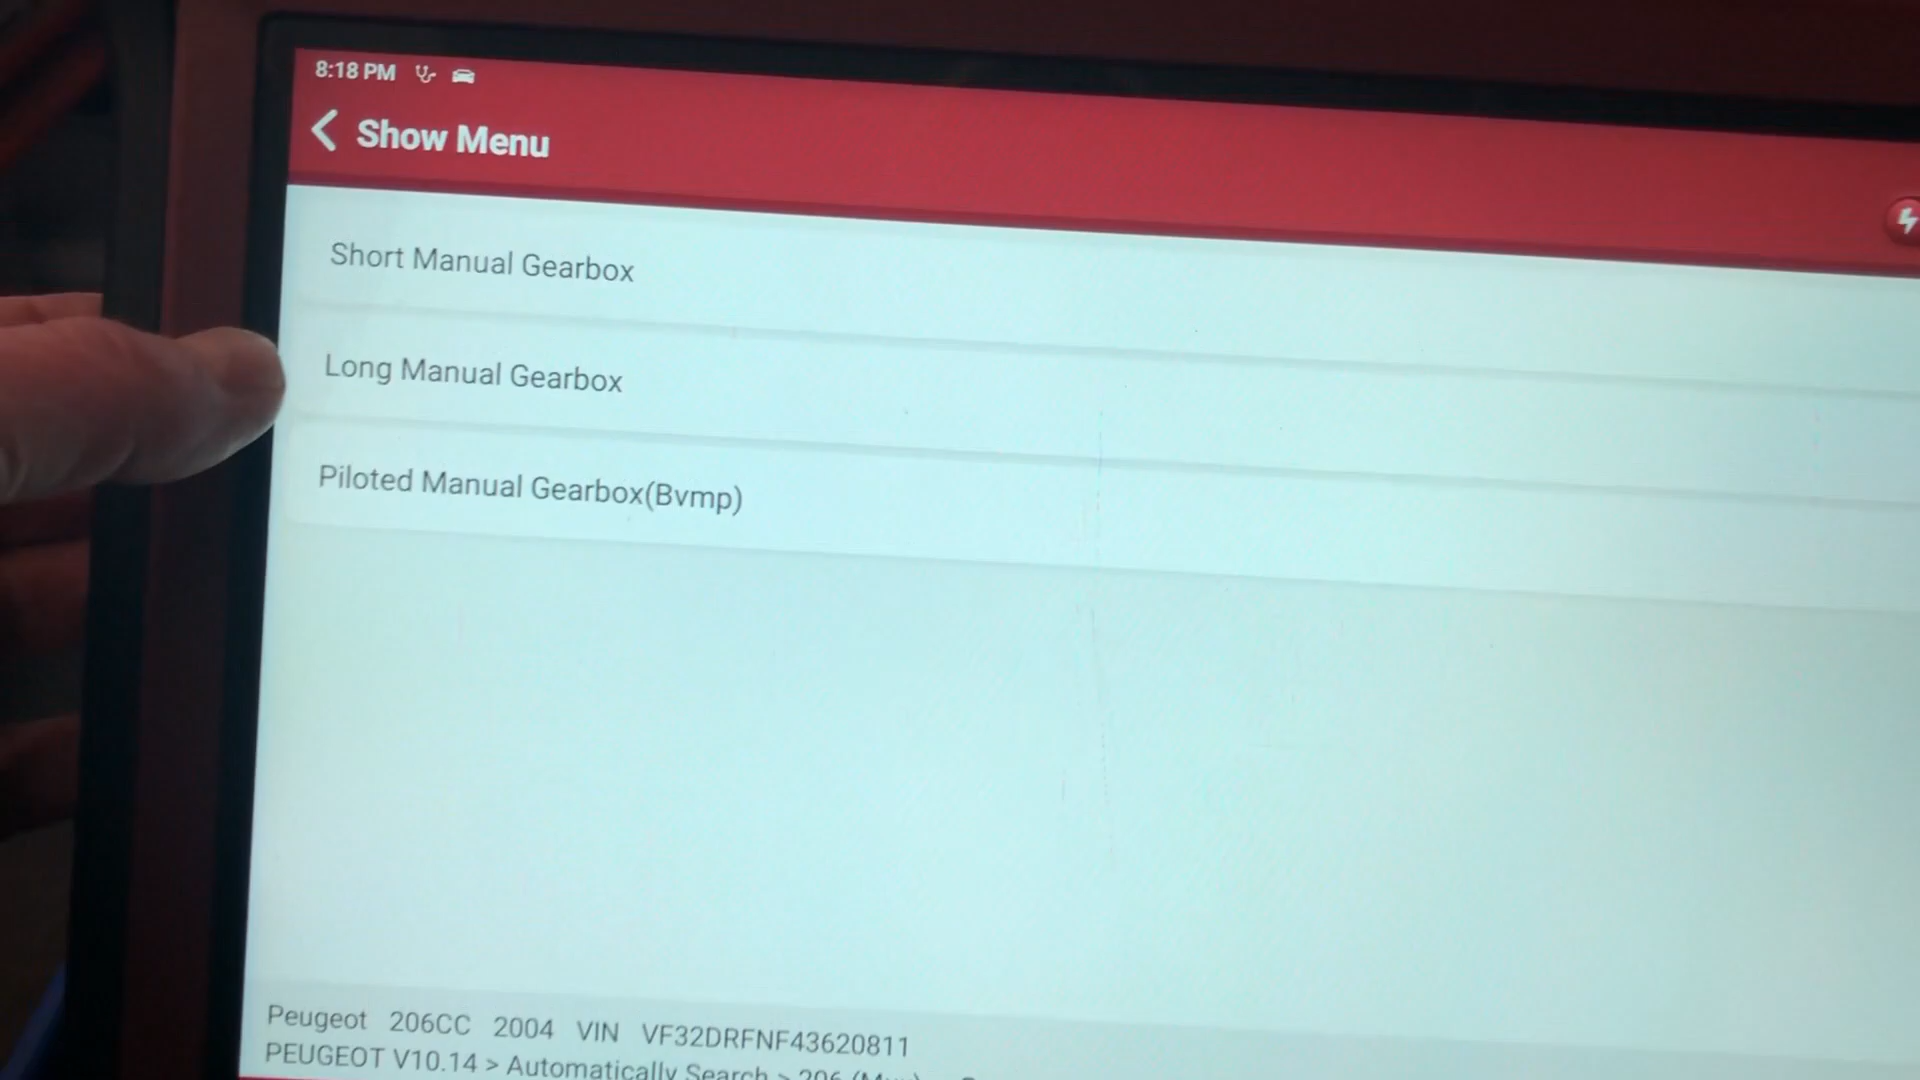 8:18 PM
Show Menu
Short Manual Gearbox
Long Manual Gearbox
Piloted Manual Gearbox(Bvmp)
Peugeot 206CC 2004 VIN VF32DRFNF43620811
PEUGEOT V10.14 > Automatically Search > 206